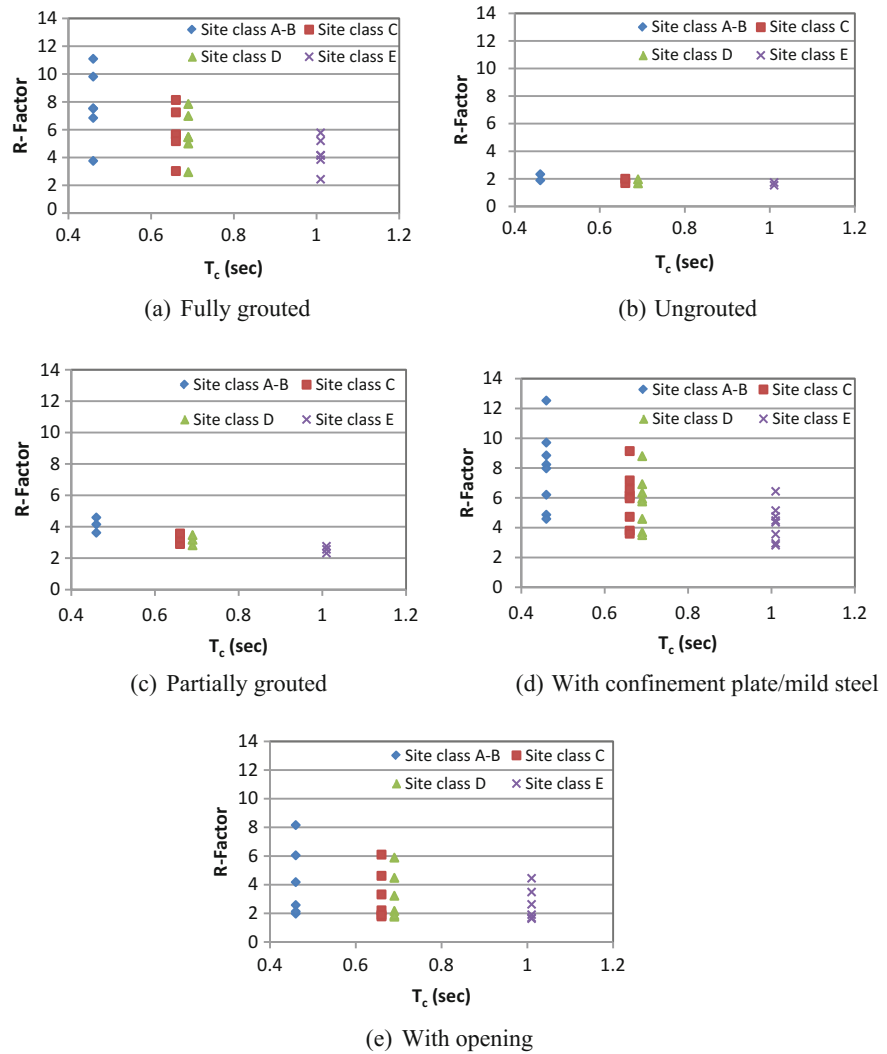 14
12
10
8
6
4
2
0
R- Factor
Site class A-B
Site class C
Site class D
Site class E
0.4 0.6 0.8 1 1.2
T_c (sec)
(a) Fully grouted
14
12
10
8
6
4
2
0
R-Factor
Site class A-B
Site class C
Site class D
Site class E
0.4 0.6 0.8 1 1.2
T_c (sec)
(b) Ungrouted
14
12
10
8
6
4
2
0
R-Factor
Site class A-B
Site class C
Site class D
Site class E
0.4 0.6 0.8 1 1.2
T_c (sec)
(c) Partially grouted
14
12
10
8
6
4
2
0
R-Factor
Site class A-B
Site class C
Site class D
Site class E
0.4 0.6 0.8 1 1.2
T_c (sec)
(d) With confinement plate/mild steel
14
12
10
8
6
4
2
0
R-Factor
Site class A-B
Site class C
Site class D
Site class E
0.4 0.6 0.8 1 1.2
T_c (sec)
(e) With opening